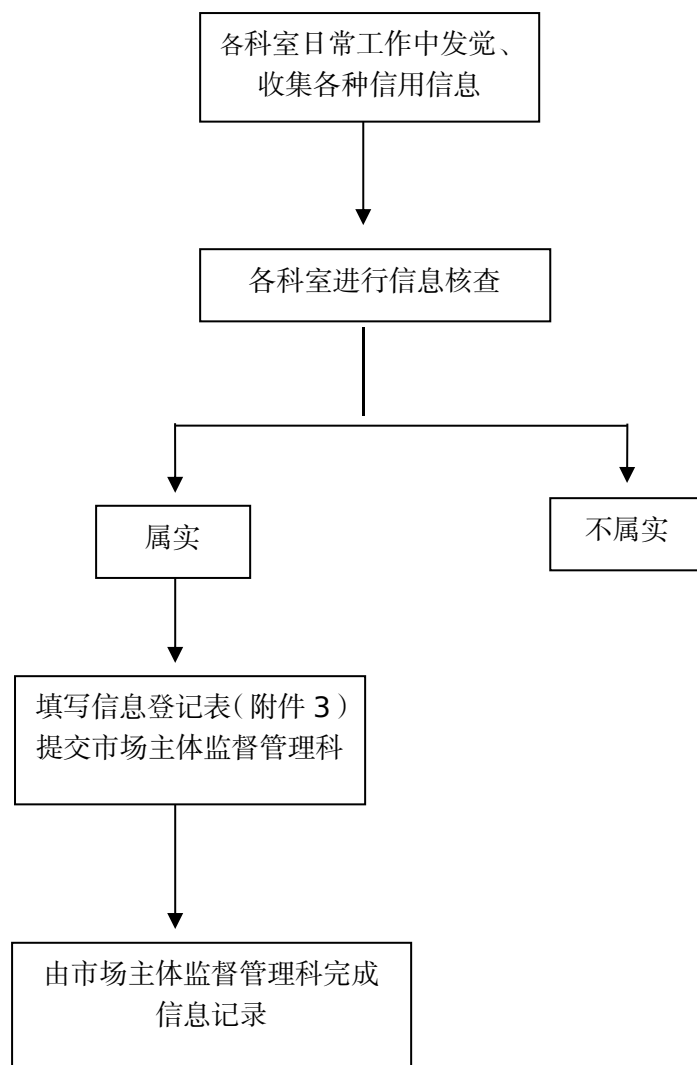 各科室日常工作中发觉、
收集各种信用信息
各科室进行信息核查
属实
不属实
填写信息登记表（附件 3）
提交市场主体监督管理科
由市场主体监督管理科完成
信息记录